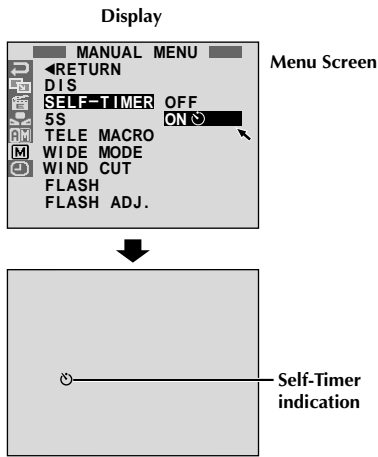 Display
MANUAL MENU
Menu Screen
◄RETURN
DIS
SELF-TIMER OFF
5S ON
TELE MACRO
AM
M WIDE MODE
WIND CUT
FLASH
FLASH ADJ.
Self-Timer
indication